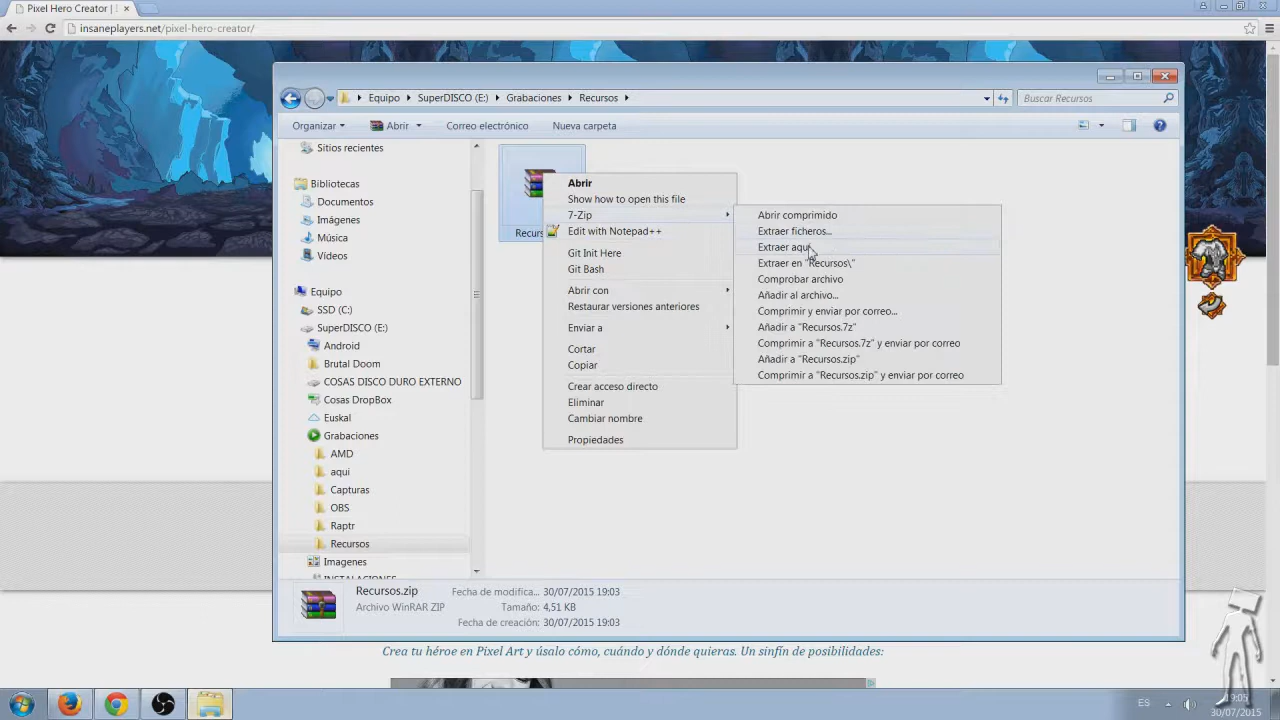 Pixel Hero Creator |
insaneplayers.net/pixel-hero-creator/
Equipo SuperDISCO (E:) Grabaciones Recursos
Buscar Recursos
Organizar Abrir Correo electrónico Nueva carpeta
Sitios recientes
Bibliotecas
Documentos
Imágenes
Música
Vídeos
Equipo
SSD (C:)
SuperDISCO (E:)
Android
Brutal Doom
COSAS DISCO DURO EXTERNO
Cosas DropBox
Euskal
Grabaciones
AMD
aqui
Capturas
OBS
Raptr
Recursos
Imagenes
INSTALACIONES
Recurs
Abrir
Show how to open this file
7-Zip
Edit with Notepad++
Git Init Here
Git Bash
Abrir con
Restaurar versiones anteriores
Enviar a
Cortar
Copiar
Crear acceso directo
Eliminar
Cambiar nombre
Propiedades
Abrir comprimido
Extraer ficheros...
Extraer aquí
Extraer en "Recursos\"
Comprobar archivo
Añadir al archivo...
Comprimir y enviar por correo...
Añadir a "Recursos.7z"
Comprimir a "Recursos.7z" y enviar por correo
Añadir a "Recursos.zip"
Comprimir a "Recursos.zip" y enviar por correo
Recursos.zip Fecha de modifica... 30/07/2015 19:03
Archivo WinRAR ZIP Tamaño: 4,51 KB
Fecha de creación: 30/07/2015 19:03
Crea tu héroe en Pixel Art y úsalo cómo, cuándo y dónde quieras. Un sinfín de posibilidades:
ES
19:05
30/07/2015